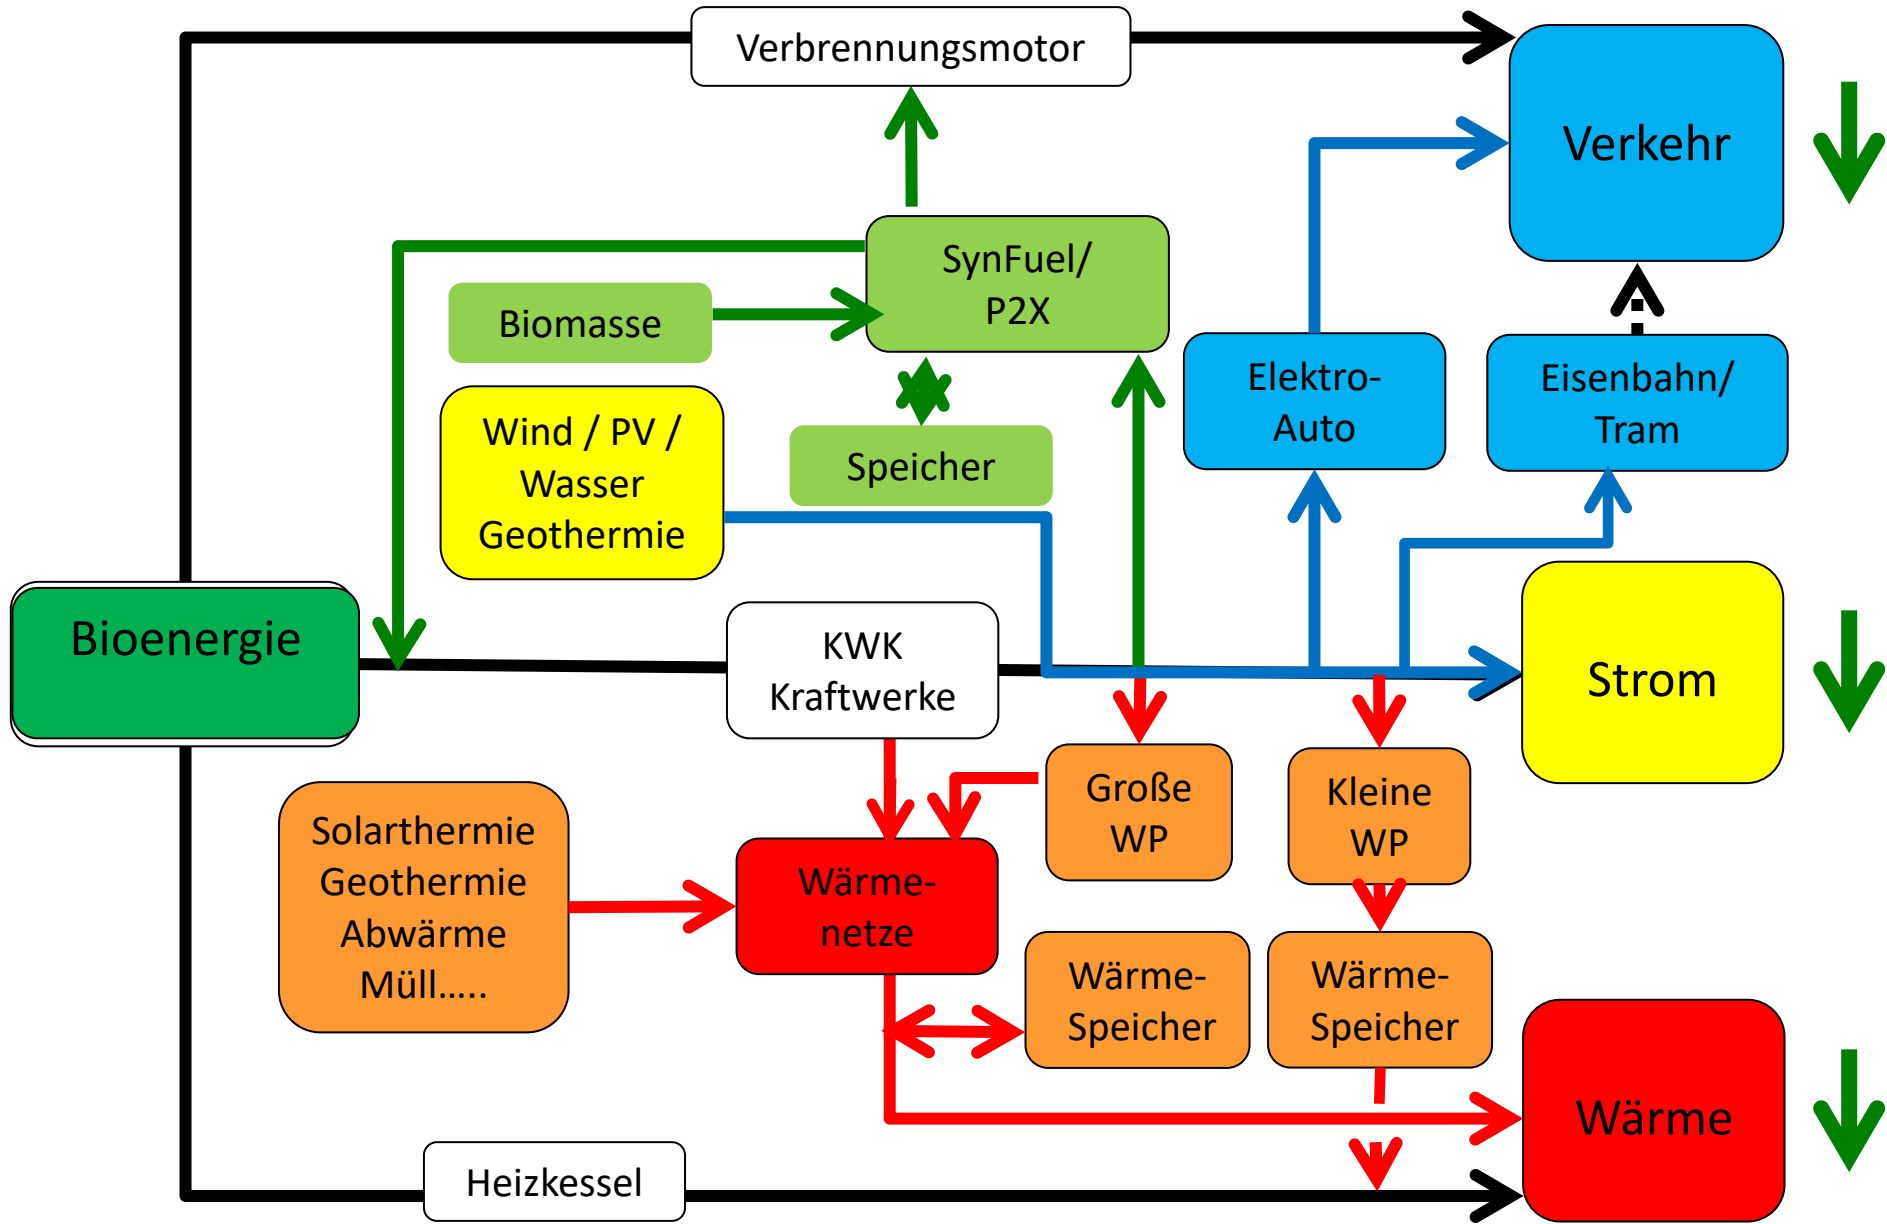 Verbrennungsmotor
Verkehr
SynFuel/
P2X
Biomasse
Elektro-
Auto
Eisenbahn/
Tram
Wind / PV /
Wasser
Geothermie
Speicher
Bioenergie
KWK
Kraftwerke
Strom
Solarthermie
Geothermie
Abwärme
Müll…..
Große
WP
Kleine
WP
Wärme-
netze
Wärme-
Speicher
Wärme-
Speicher
Wärme
Heizkessel